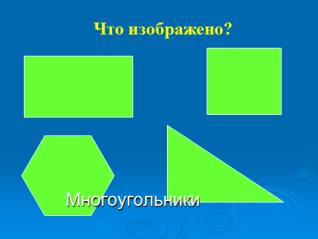 Что изображено?
Многоугольники